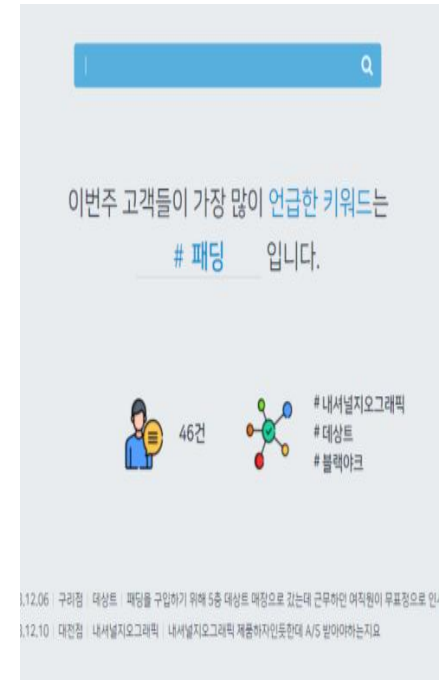 이번주 고객들이 가장 많이 언급한 키워드는
# 패딩 입니다.
46건
# 내셔널지오그래픽
# 데상트
# 블랙야크
.12.06 구리점 데상트 패딩을 구입하기 위해 5층 데상트 매장으로 갔는데 근무하던 여직원이 무표정으로
.12.10 대전점 내셔널지오그래픽 내셔널지오그래픽 제품하자인듯한데 A/S 받아야하는지요